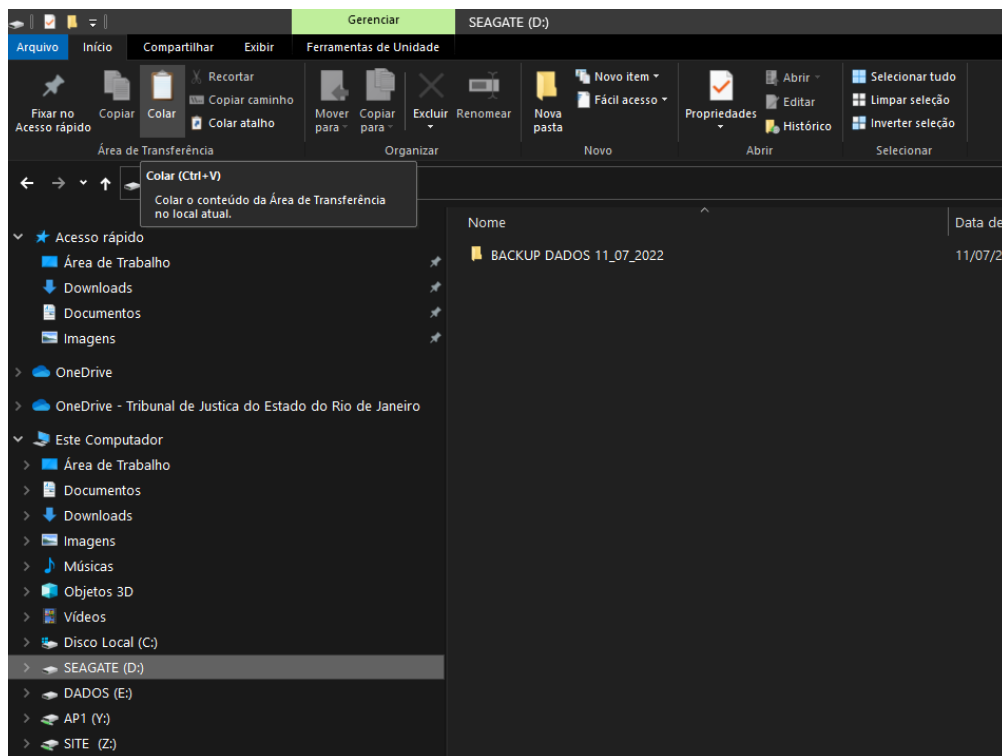 Gerenciar
SEAGATE (D:)
Arquivo
Início
Compartilhar
Exibir
Ferramentas de Unidade
Fixar no
Acesso rápido
Copiar
Colar
Recortar
Copiar caminho
Colar atalho
Área de Transferência
Mover
para
Copiar
para
Excluir
Renomear
Organizar
Nova
pasta
Novo item
Fácil acesso
Novo
Propriedades
Abrir
Editar
Histórico
Abrir
Selecionar tudo
Limpar seleção
Inverter seleção
Selecionar
Colar (Ctrl+V)
Colar o conteúdo da Área de Transferência
no local atual.
Nome
Data de
BACKUP DADOS 11_07_2022
11/07/2
Acesso rápido
Área de Trabalho
Downloads
Documentos
Imagens
OneDrive
OneDrive - Tribunal de Justica do Estado do Rio de Janeiro
Este Computador
Área de Trabalho
Documentos
Downloads
Imagens
Músicas
Objetos 3D
Vídeos
Disco Local (C:)
SEAGATE (D:)
DADOS (E:)
AP1 (Y:)
SITE (Z:)